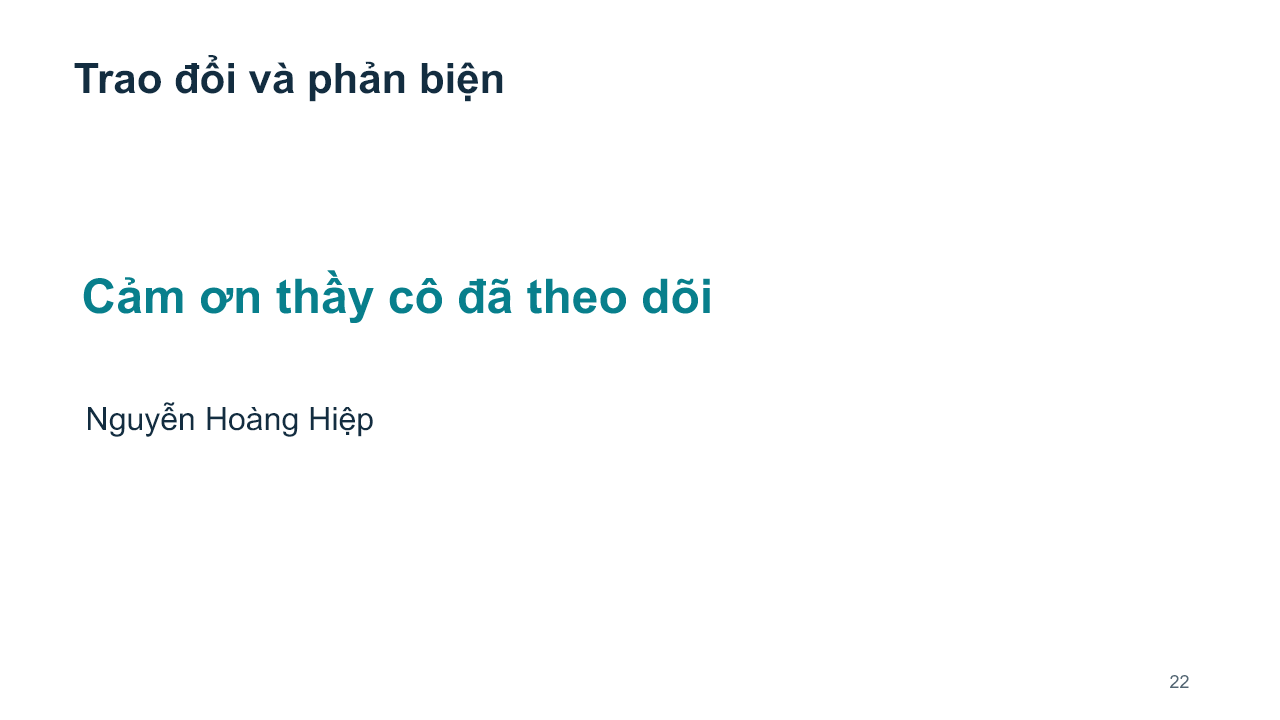 Trao đổi và phản biện
Cảm ơn thầy cô đã theo dõi
Nguyễn Hoàng Hiệp
22